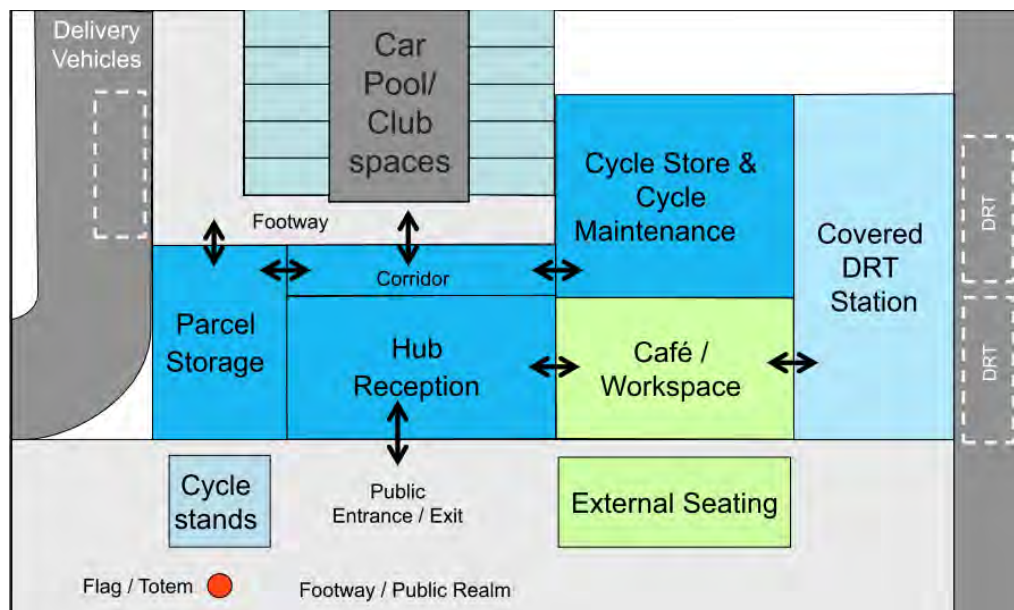 Delivery
Vehicles
Car
Pool/
Club
spaces
Cycle Store &
Cycle
Maintenance
Covered
DRT
Station
DRT
DRT
Footway
Corridor
Parcel
Storage
Hub
Reception
Café /
Workspace
Cycle
stands
Public
Entrance / Exit
External Seating
Flag / Totem
Footway / Public Realm